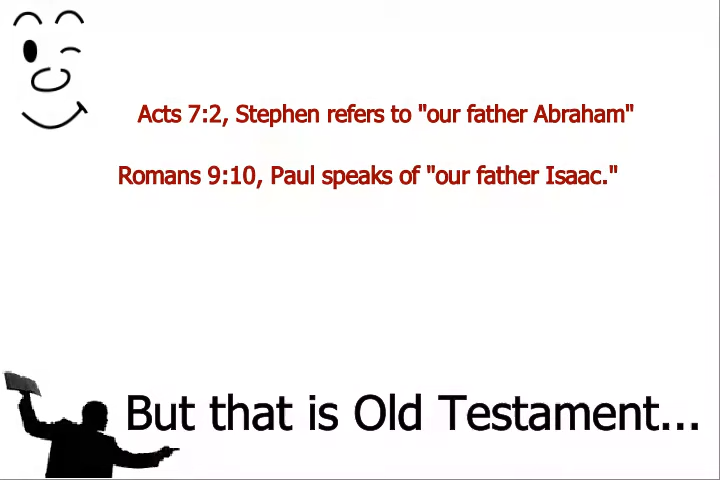 Acts 7:2, Stephen refers to "our father Abraham"
Romans 9:10, Paul speaks of "our father Isaac."
But that is Old Testament...